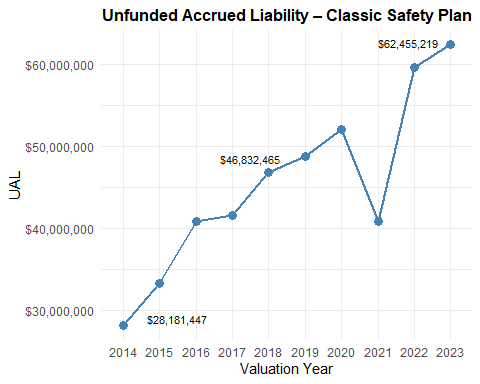 Unfunded Accrued Liability – Classic Safety Plan
$62,455,219
$60,000,000
$50,000,000
$46,832,465
$40,000,000
$30,000,000
$28,181,447
UAL
2014 2015 2016 2017 2018 2019 2020 2021 2022 2023
Valuation Year